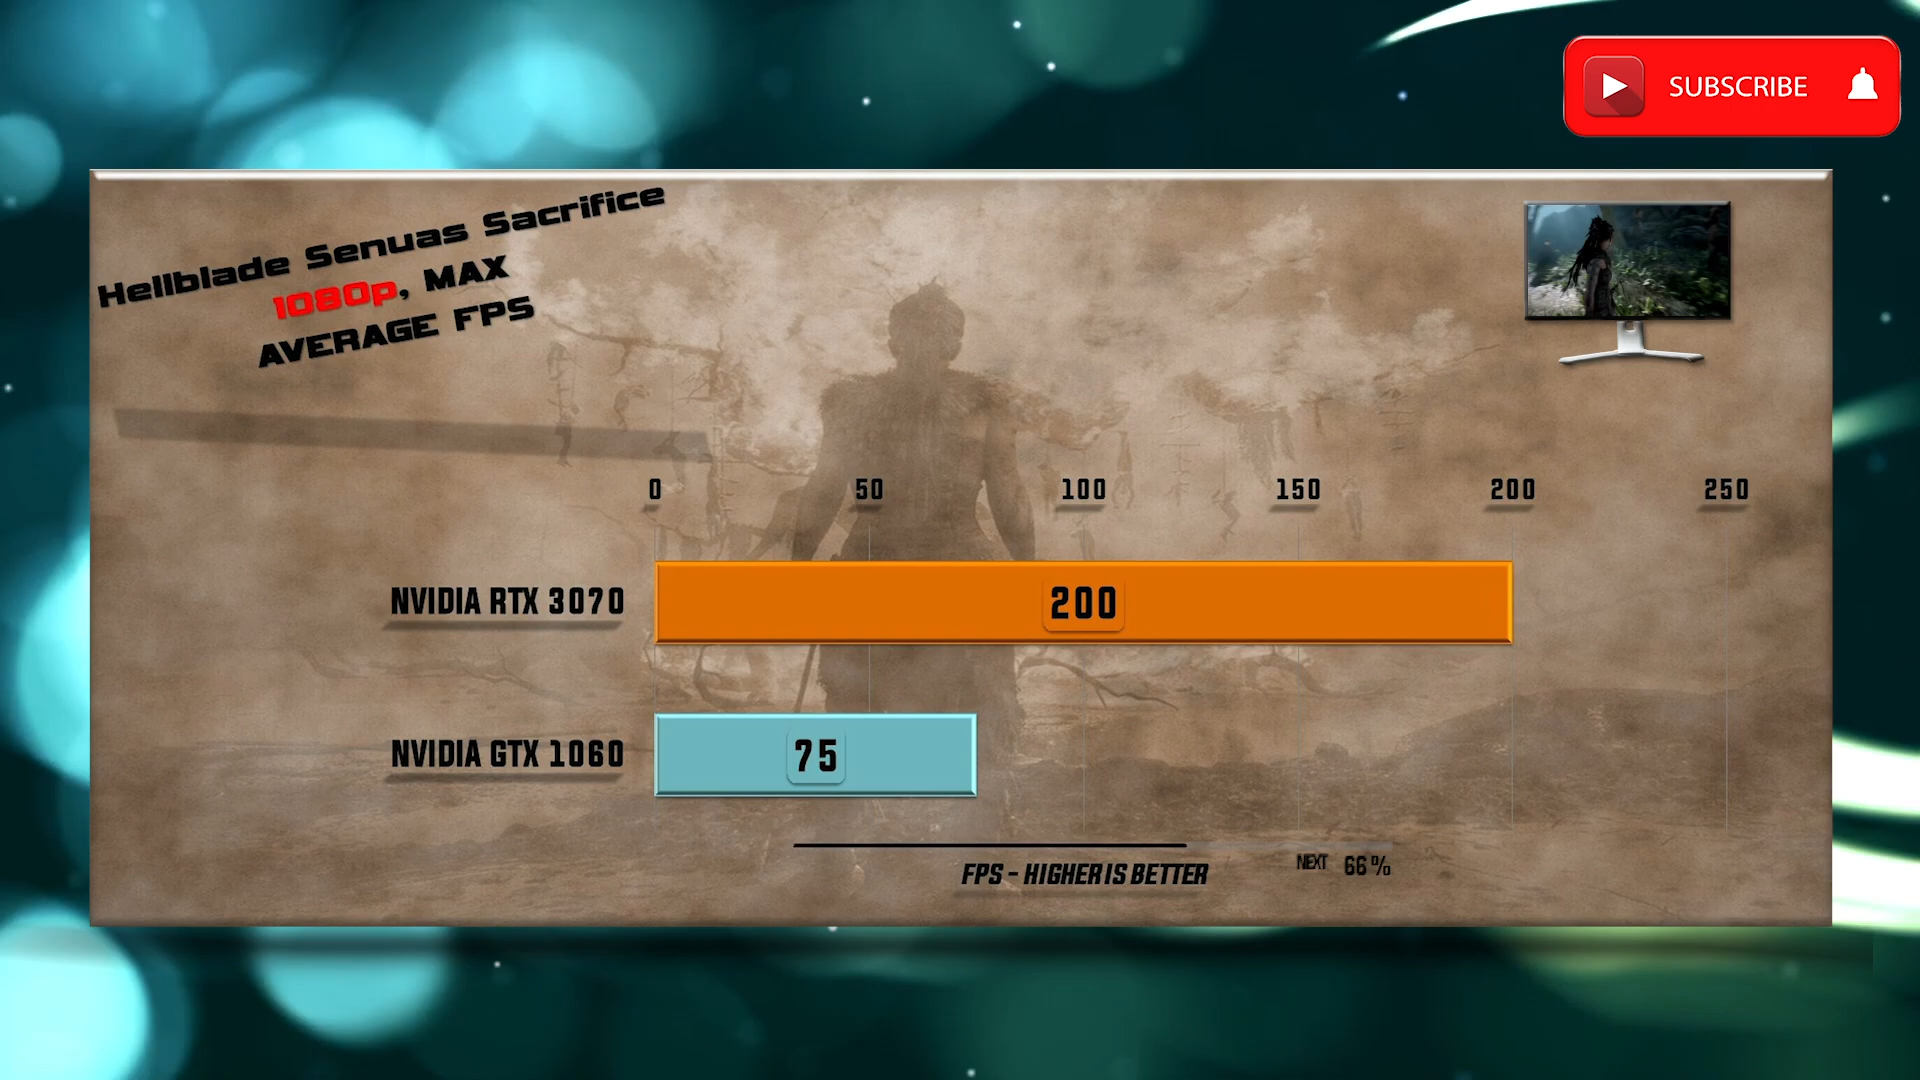 SUBSCRIBE
Hellblade Senuas Sacrifice
1080p, MAX
AVERAGE FPS
0 50 100 150 200 250
NVIDIA RTX 3070 200
NVIDIA GTX 1060 75
FPS - HIGHER IS BETTER
NEXT 66%